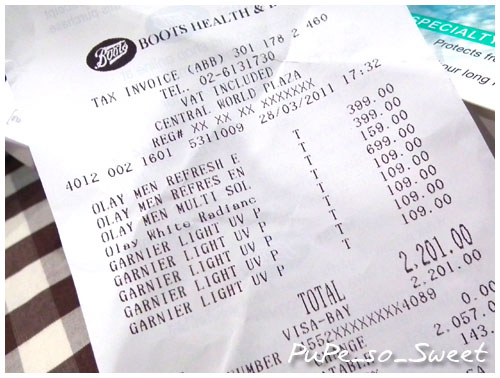 Boots BOOTS HEALTH &
TAX INVOICE (ABB) 301 178 2 460
TEL. 02-6131730
VAT INCLUDED
CENTRAL WORLD PLAZA
REG# XX XX XX XXXXXXX
4012 002 1601 5311009 28/03/2011 17:32
OLAY MEN REFRESH E T 399.00
OLAY MEN REFRES EN T 399.00
OLAY MEN MULTI SOL T 159.00
Olay White Radianc T 699.00
GARNIER LIGHT UV P T 109.00
GARNIER LIGHT UV P T 109.00
GARNIER LIGHT UV P T 109.00
GARNIER LIGHT UV P T 109.00
GARNIER LIGHT UV P T 109.00
TOTAL 2,201.00
VISA-BAY 2,201.00
5552XXXXXXXX4089
CHANGE 0.00
NUMBER 2,057.0
143.
SPECIALTY
Protects fro
your long
PuPe_so_Sweet